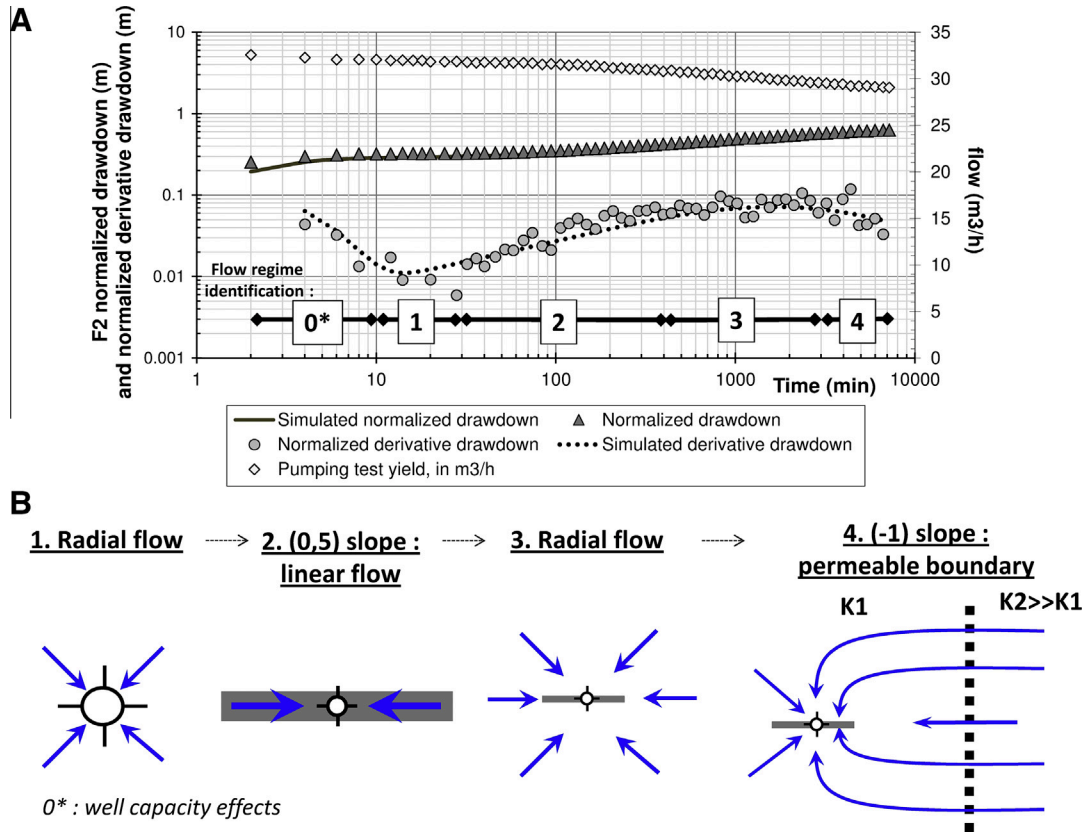 A
F2 normalized drawdown (m)
and normalized derivative drawdown (m)
10
1
0.1
0.01
0.001
35
30
25
20
15
10
5
0
flow (m3/h)
Flow regime
identification :
0*
1
2
3
4
1
10
100
1000
10000
Time (min)
Simulated normalized drawdown
Normalized drawdown
Normalized derivative drawdown
Simulated derivative drawdown
Pumping test yield, in m3/h
B
1. Radial flow
2. (0,5) slope :
linear flow
3. Radial flow
4. (-1) slope :
permeable boundary
K1
K2>>K1
0* : well capacity effects